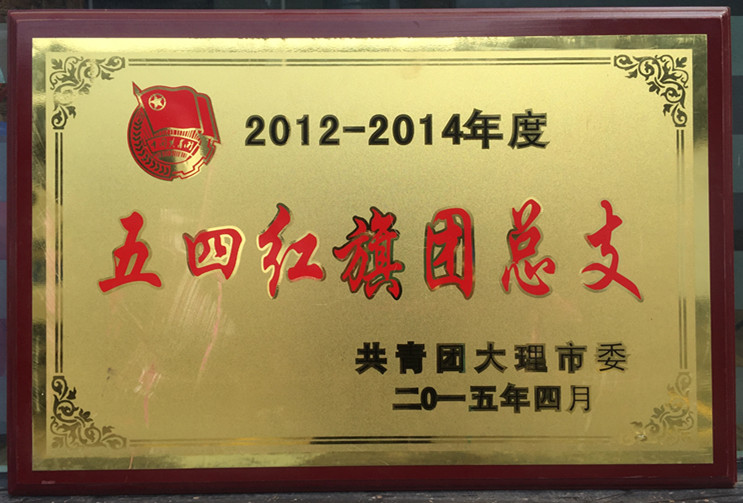 2012-2014年度
五四红旗团总支
共青团大理市委
二0一五年四月